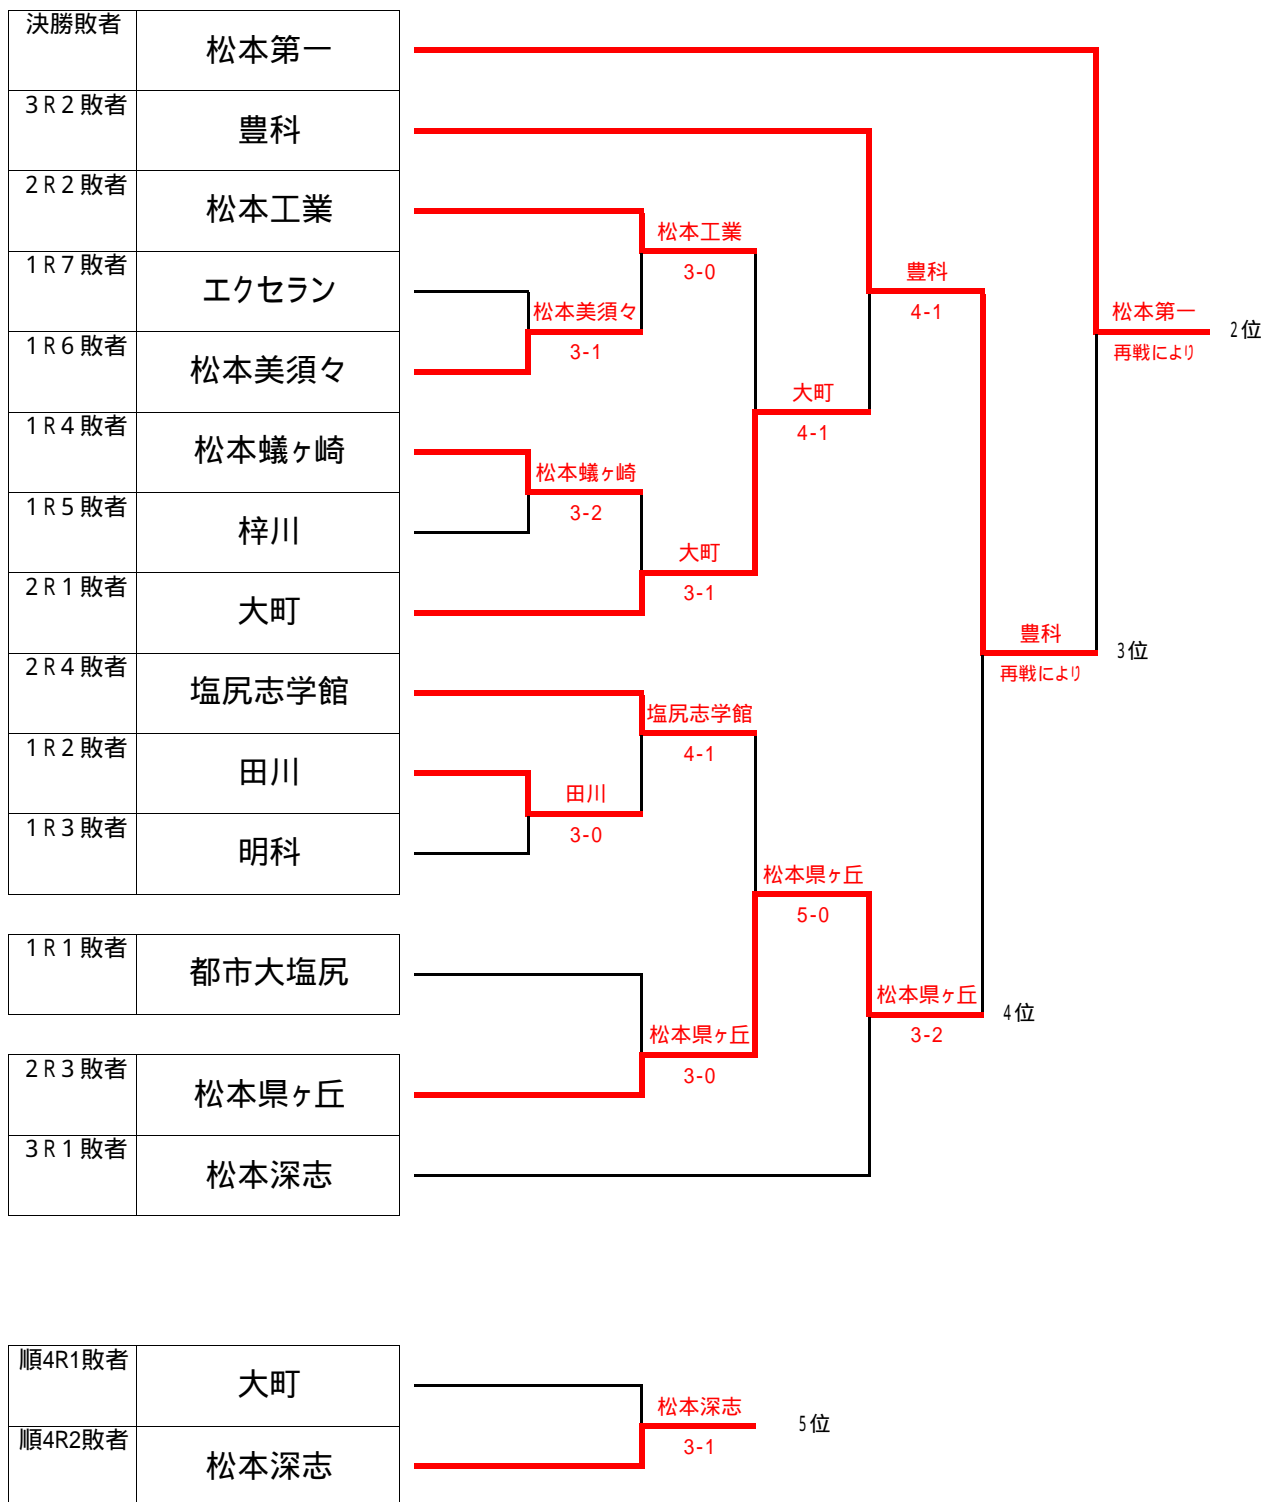 決勝敗者
松本第一
3R2敗者
豊科
2R2敗者
松本工業
松本工業
1R7敗者
エクセラン
3-0
豊科
松本美須々
4-1
松本第一
2位
1R6敗者
松本美須々
3-1
再戦により
大町
1R4敗者
松本蟻ヶ崎
4-1
松本蟻ヶ崎
1R5敗者
梓川
3-2
大町
2R1敗者
大町
3-1
豊科
3位
2R4敗者
塩尻志学館
再戦により
塩尻志学館
1R2敗者
田川
4-1
田川
1R3敗者
明科
3-0
松本県ヶ丘
5-0
1R1敗者
都市大塩尻
松本県ヶ丘
4位
松本県ヶ丘
3-2
2R3敗者
松本県ヶ丘
3-0
3R1敗者
松本深志
順4R1敗者
大町
松本深志
5位
順4R2敗者
松本深志
3-1